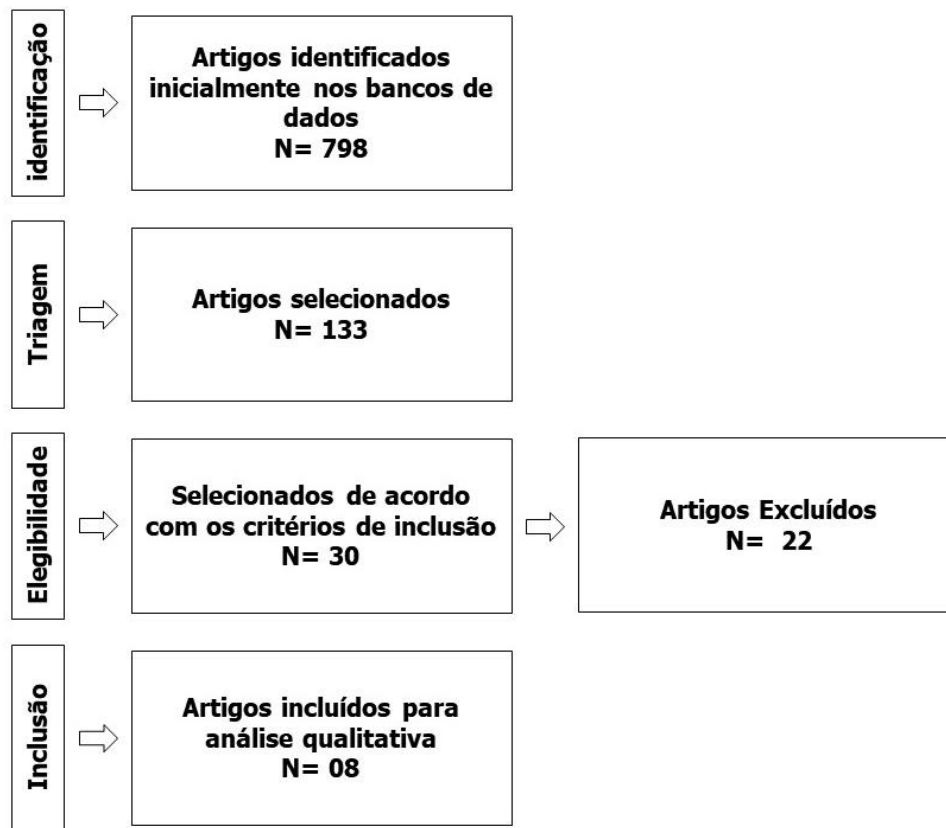 identificação
Artigos identificados
inicialmente nos bancos de
dados
N= 798
Triagem
Artigos selecionados
N= 133
Elegibilidade
Selecionados de acordo
com os critérios de inclusão
N= 30
Artigos Excluídos
N= 22
Inclusão
Artigos incluídos para
análise qualitativa
N= 08